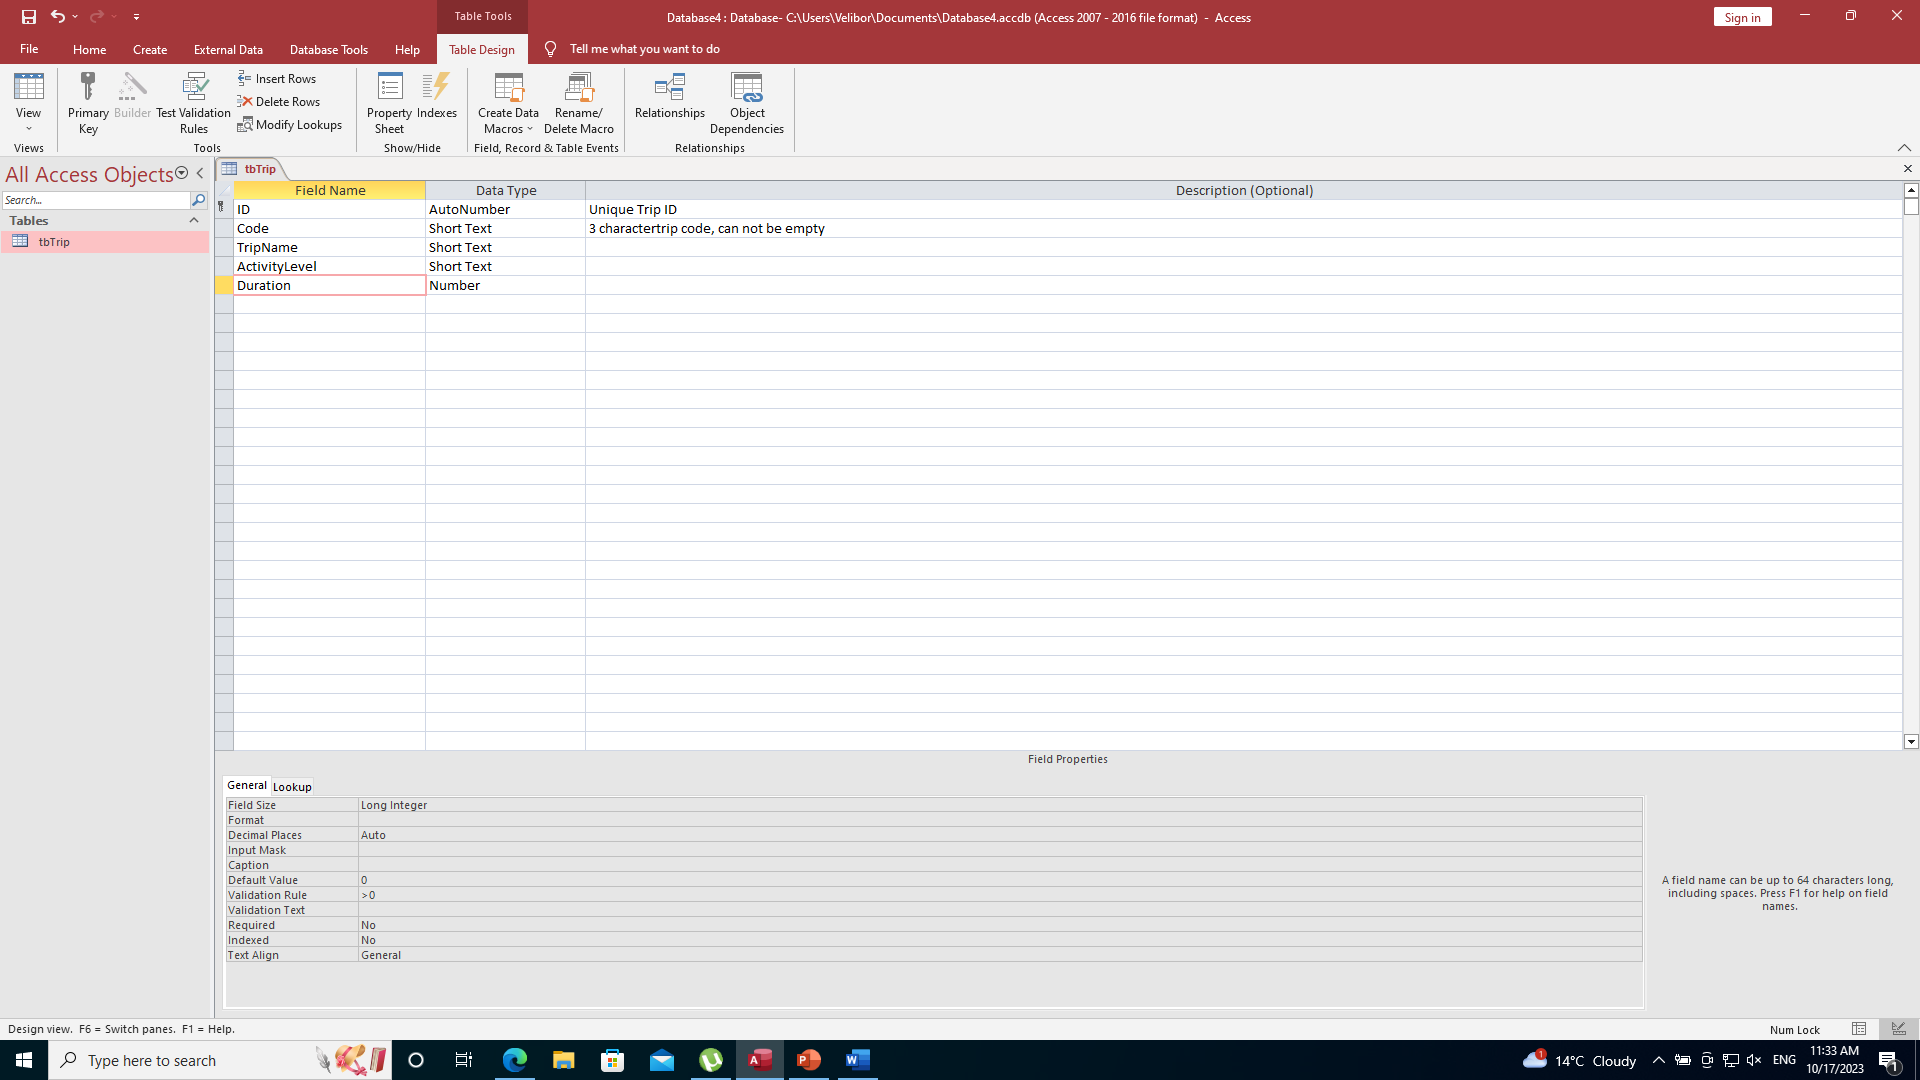 Table Tools
Database4 : Database- C:\Users\Velibor\Documents\Database4.accdb (Access 2007 - 2016 file format)  -  Access
Sign in
File
Home
Create
External Data
Database Tools
Help
Table Design
Tell me what you want to do
View
Primary Key
Builder
Test Validation Rules
Insert Rows
Delete Rows
Modify Lookups
Property Sheet
Indexes
Create Data Macros
Rename/ Delete Macro
Relationships
Object Dependencies
Views
Tools
Show/Hide
Field, Record & Table Events
Relationships
All Access Objects
Search...
Tables
tbTrip
tbTrip
Field Name Data Type Description (Optional)
ID AutoNumber Unique Trip ID
Code Short Text 3 charactertrip code, can not be empty
TripName Short Text
ActivityLevel Short Text
Duration Number
Field Properties
General Lookup
Field Size Long Integer
Format
Decimal Places Auto
Input Mask
Caption
Default Value 0
Validation Rule >0
Validation Text
Required No
Indexed No
Text Align General
A field name can be up to 64 characters long,
including spaces. Press F1 for help on field
names.
Design view.  F6 = Switch panes.  F1 = Help.
Num Lock
Type here to search
A
P
W
1
14°C Cloudy
ENG
11:33 AM
10/17/2023
1